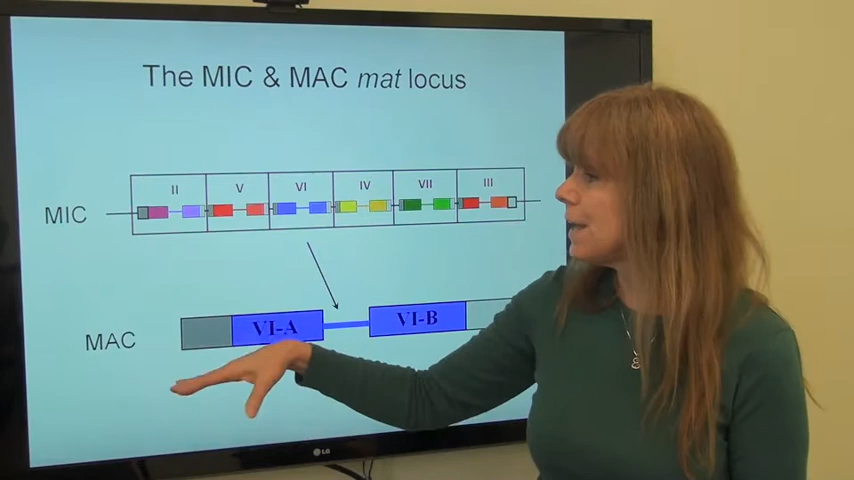 The MIC & MAC mat locus
II V VI IV VII III
MIC
VI-A VI-B
MAC
LG